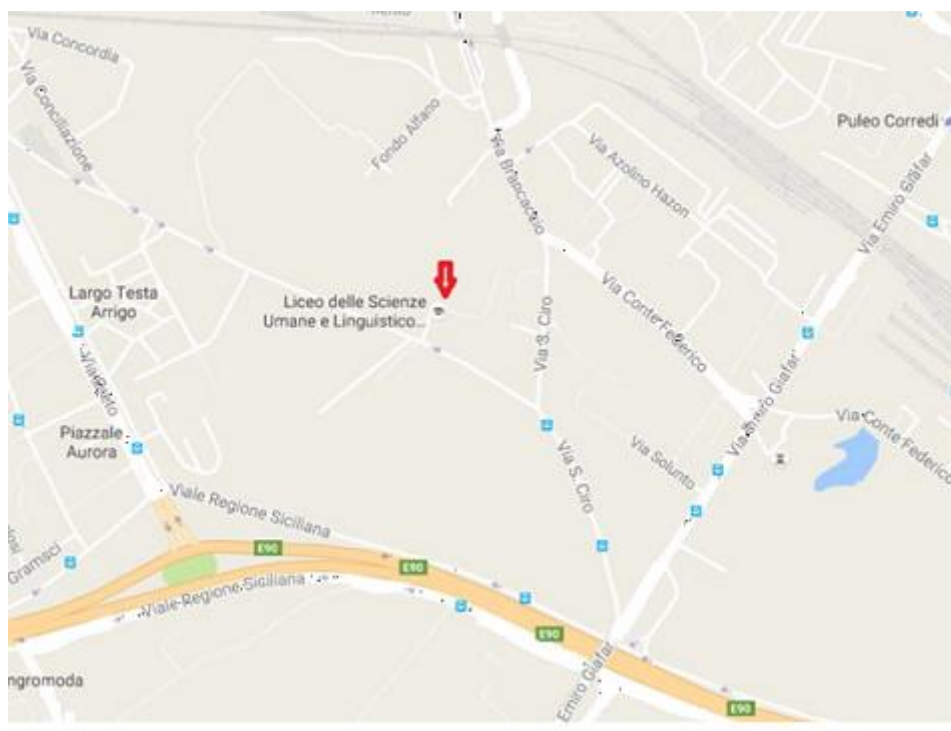 Via Concordia
Via Conciliazione
Fondo Alfano
Via Brancaccio
Via Azolino Hazon
Puleo Corredi
Via Emiro Giafar
Largo Testa
Arrigo
Liceo delle Scienze
Umane e Linguistico...
Via S. Ciro
Via Conte Federico
Via Emiro Giafar
Via Conte Federico
Piazzale
Aurora
Via Solunto
Via S. Ciro
Viale Regione Siciliana
E90
E90
Gramsci
Viale Regione Siciliana
E90
Emiro Giafar
ngromoda
E90